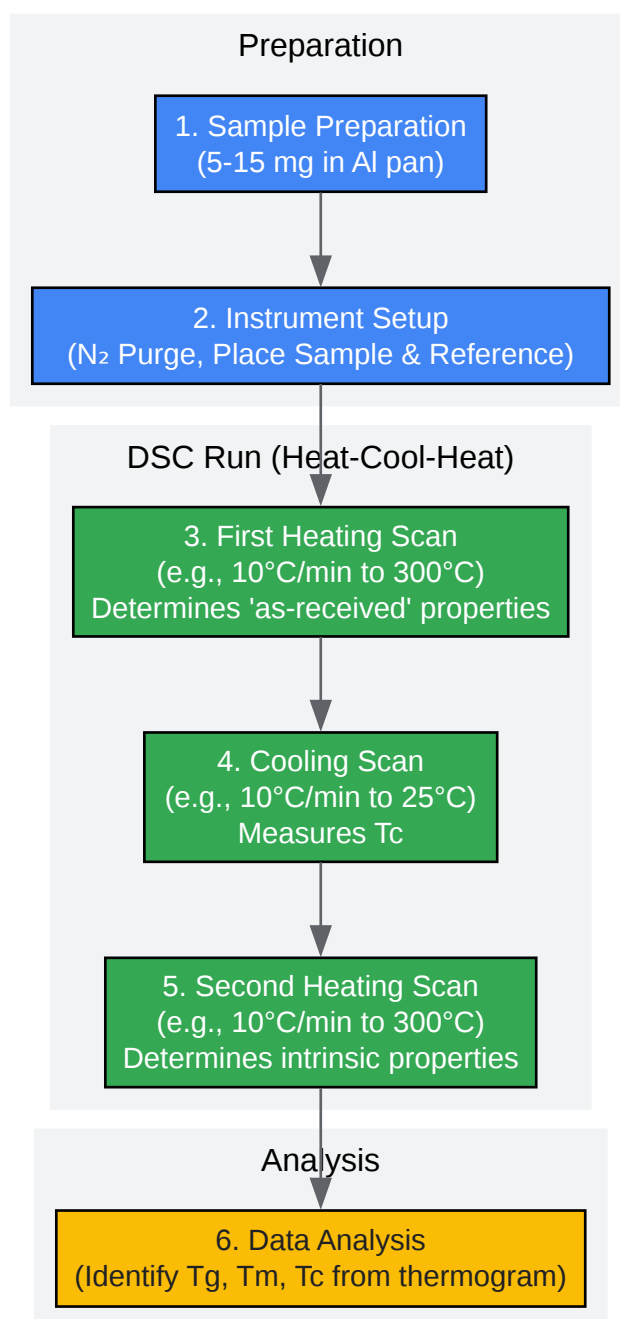 Preparation
1. Sample Preparation
(5-15 mg in Al pan)
2. Instrument Setup
(N₂ Purge, Place Sample & Reference)
DSC Run (Heat-Cool-Heat)
3. First Heating Scan
(e.g., 10°C/min to 300°C)
Determines 'as-received' properties
4. Cooling Scan
(e.g., 10°C/min to 25°C)
Measures Tc
5. Second Heating Scan
(e.g., 10°C/min to 300°C)
Determines intrinsic properties
Analysis
6. Data Analysis
(Identify Tg, Tm, Tc from thermogram)